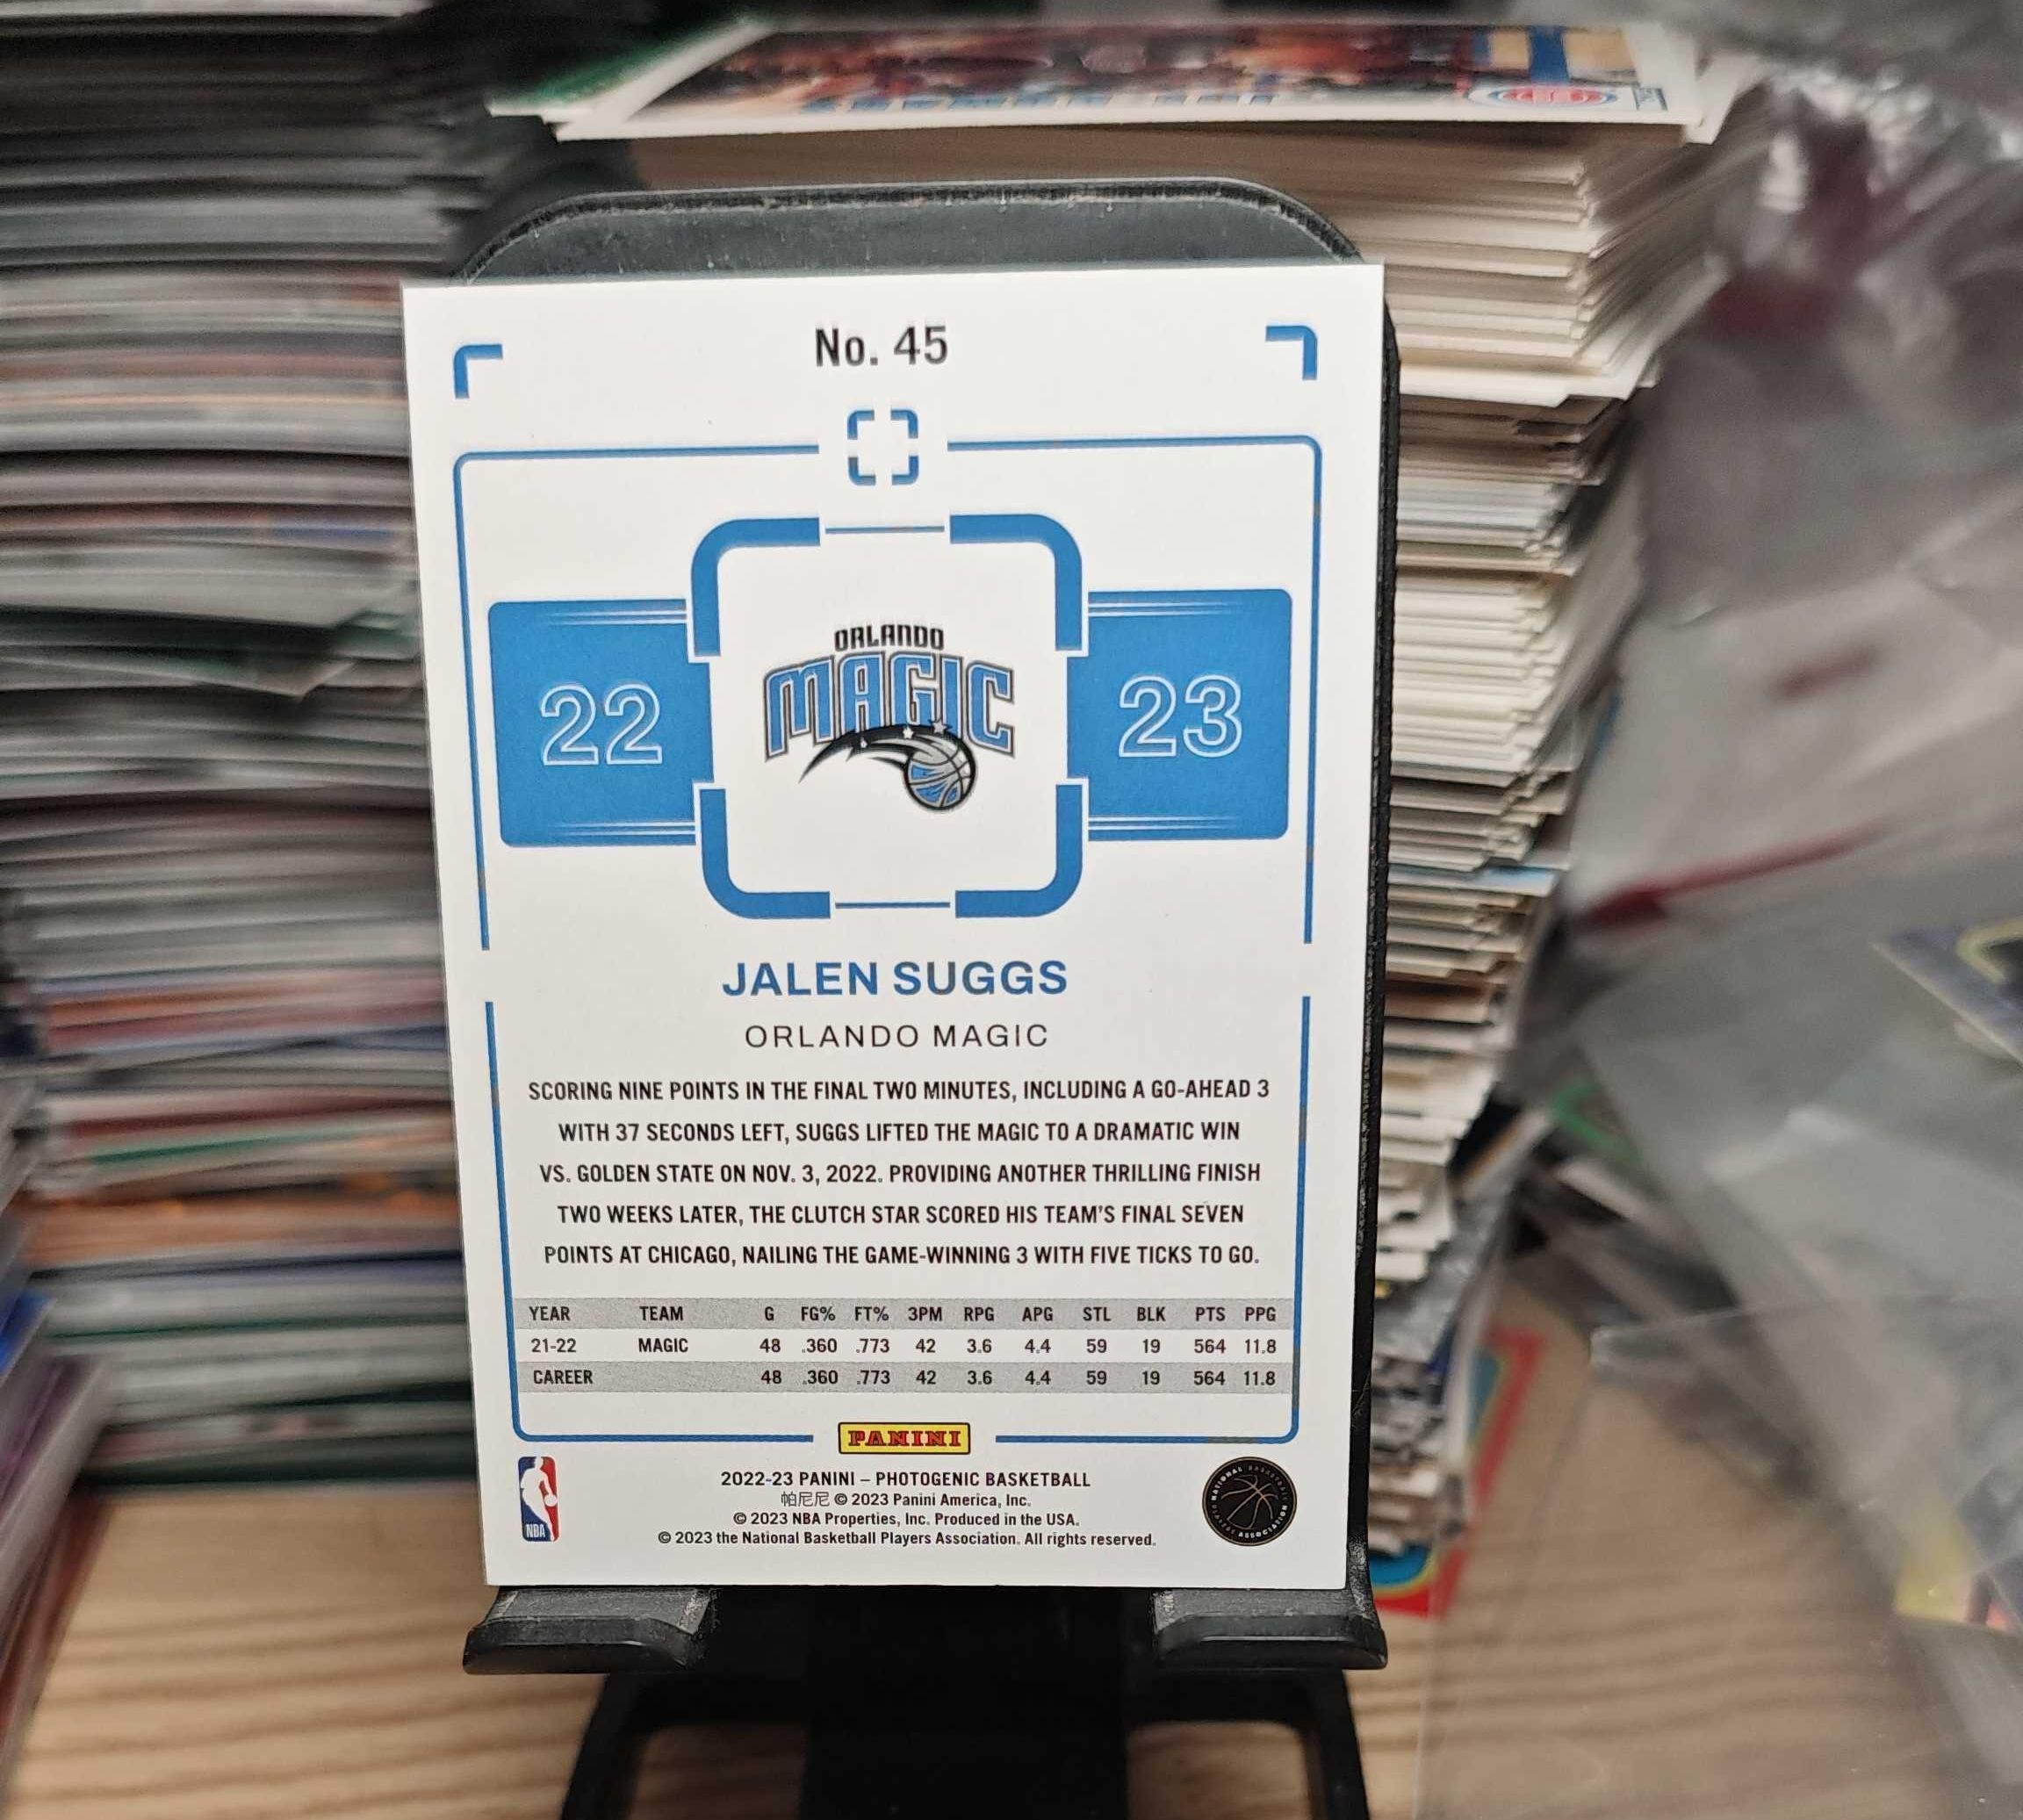 No. 45
22
ORLANDO
MAGIC
23
JALEN SUGGS
ORLANDO MAGIC
SCORING NINE POINTS IN THE FINAL TWO MINUTES, INCLUDING A GO-AHEAD 3
WITH 37 SECONDS LEFT, SUGGS LIFTED THE MAGIC TO A DRAMATIC WIN
VS. GOLDEN STATE ON NOV. 3, 2022. PROVIDING ANOTHER THRILLING FINISH
TWO WEEKS LATER, THE CLUTCH STAR SCORED HIS TEAM'S FINAL SEVEN
POINTS AT CHICAGO, NAILING THE GAME-WINNING 3 WITH FIVE TICKS TO GO.
YEAR TEAM G FG% FT% 3PM RPG APG STL BLK PTS PPG
21-22 MAGIC 48 .360 .773 42 3.6 4.4 59 19 564 11.8
CAREER 48 .360 .773 42 3.6 4.4 59 19 564 11.8
PANINI
2022-23 PANINI – PHOTOGENIC BASKETBALL
帕尼尼 © 2023 Panini America, Inc.
© 2023 NBA Properties, Inc. Produced in the USA.
© 2023 the National Basketball Players Association. All rights reserved.
NBA
NATIONAL BASKETBALL PLAYERS ASSOCIATION